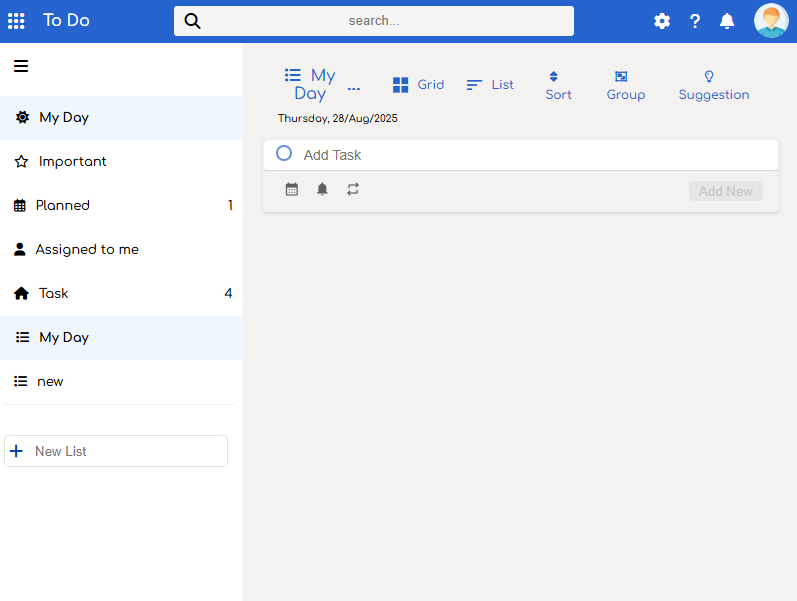 To Do
search...
?
My Day
Important
Planned 1
Assigned to me
Task 4
My Day
new
New List
My
Day ...
Grid
List
Sort
Group
Suggestion
Thursday, 28/Aug/2025
Add Task
Add New